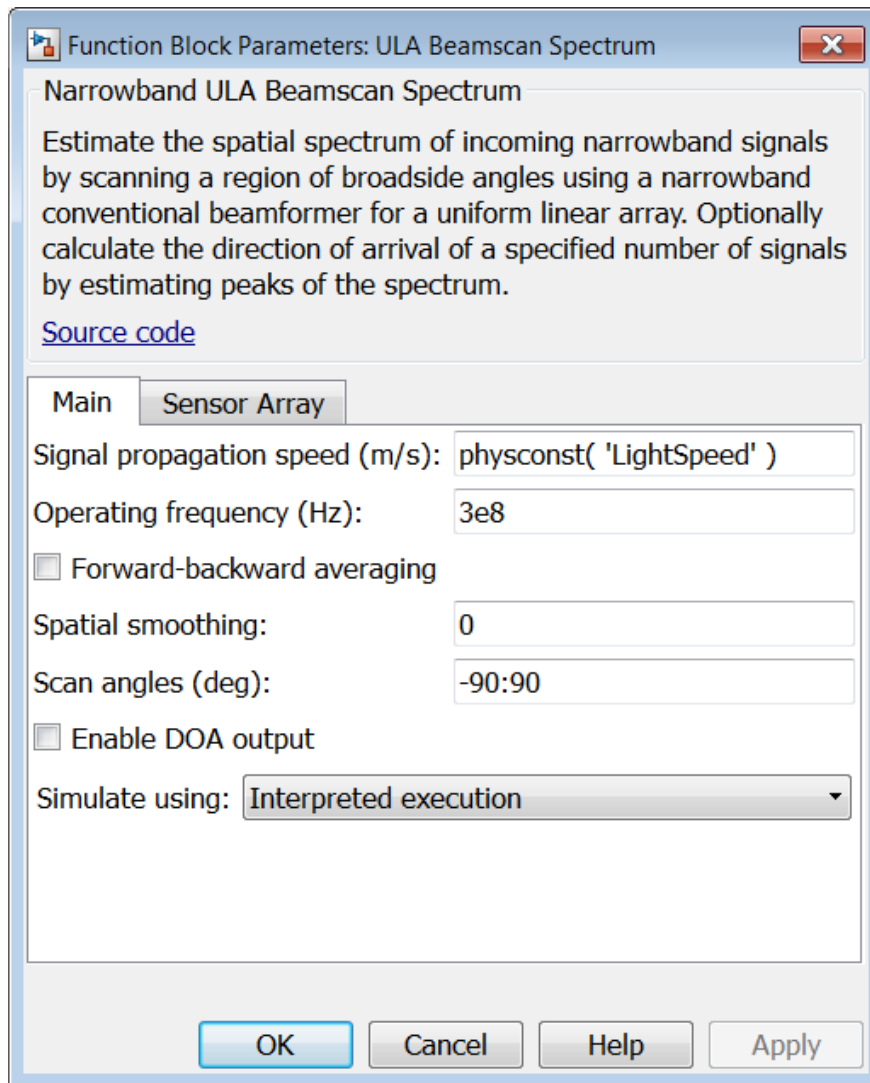 Function Block Parameters: ULA Beamscan Spectrum
Narrowband ULA Beamscan Spectrum
Estimate the spatial spectrum of incoming narrowband signals
by scanning a region of broadside angles using a narrowband
conventional beamformer for a uniform linear array. Optionally
calculate the direction of arrival of a specified number of signals
by estimating peaks of the spectrum.
Source code
Main Sensor Array
Signal propagation speed (m/s): physconst( 'LightSpeed' )
Operating frequency (Hz): 3e8
Forward-backward averaging
Spatial smoothing: 0
Scan angles (deg): -90:90
Enable DOA output
Simulate using: Interpreted execution
OK Cancel Help Apply